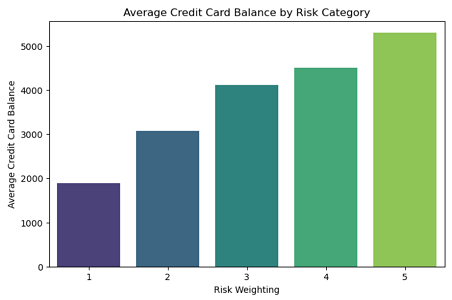 Average Credit Card Balance by Risk Category
Average Credit Card Balance
5000
4000
3000
2000
1000
0
1 2 3 4 5
Risk Weighting